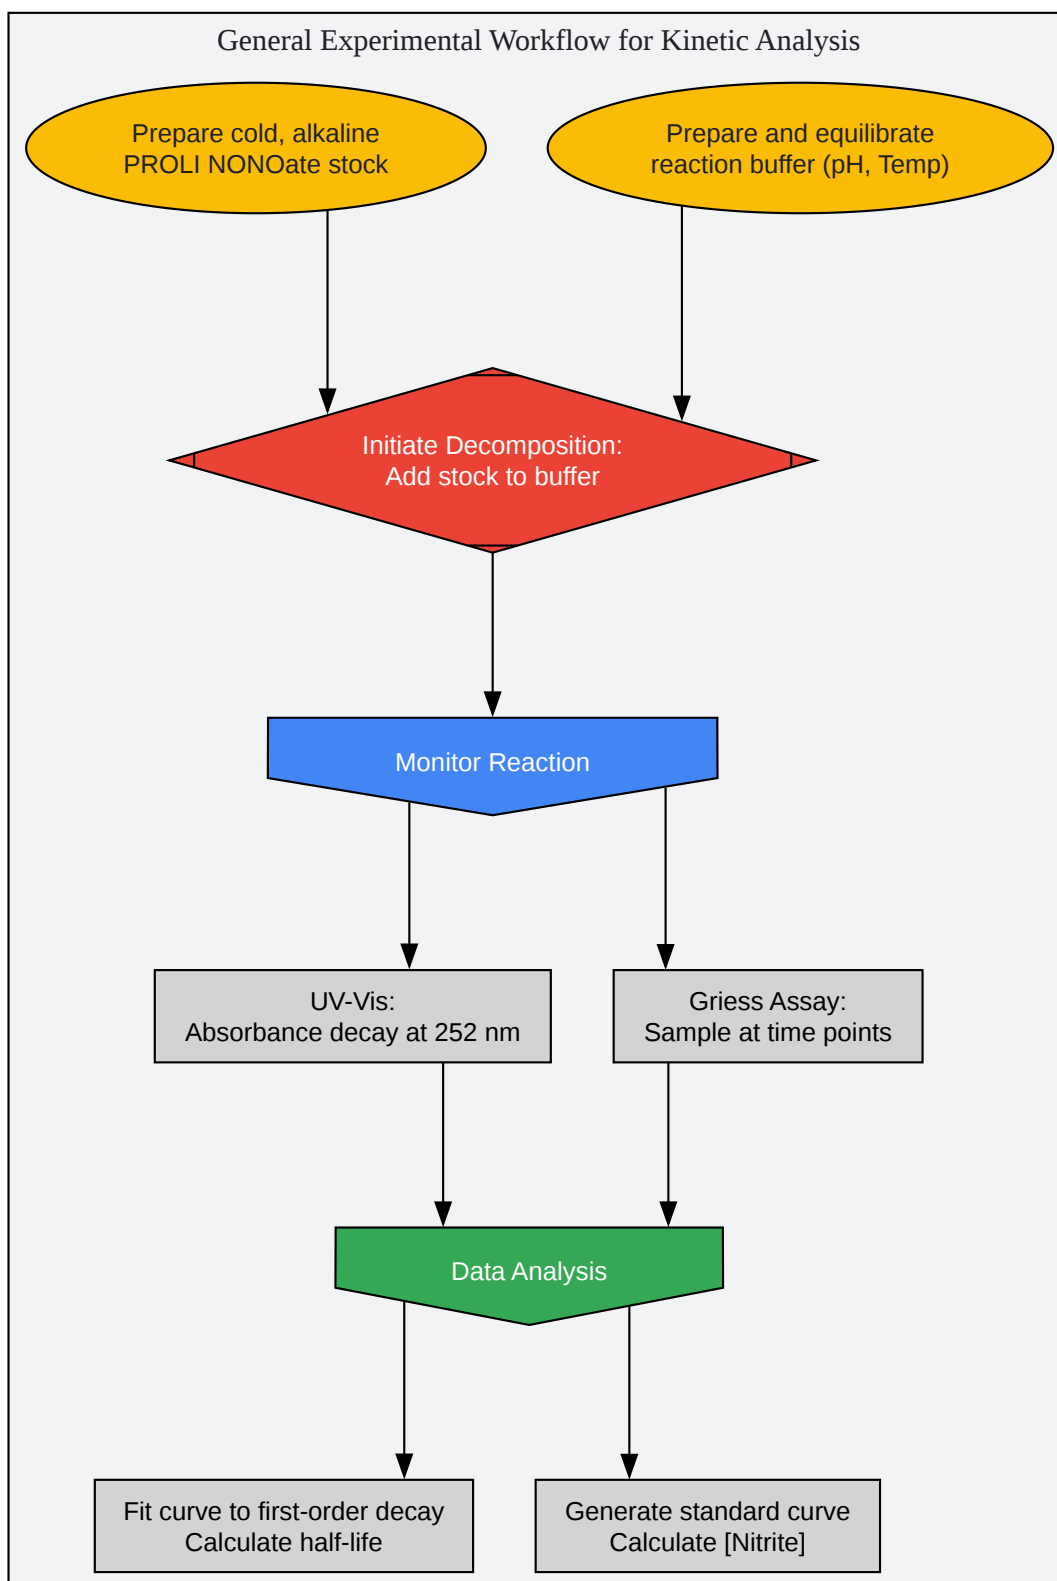 General Experimental Workflow for Kinetic Analysis
Prepare cold, alkaline
PROLI NONOate stock
Prepare and equilibrate
reaction buffer (pH, Temp)
Initiate Decomposition:
Add stock to buffer
Monitor Reaction
UV-Vis:
Absorbance decay at 252 nm
Griess Assay:
Sample at time points
Data Analysis
Fit curve to first-order decay
Calculate half-life
Generate standard curve
Calculate [Nitrite]